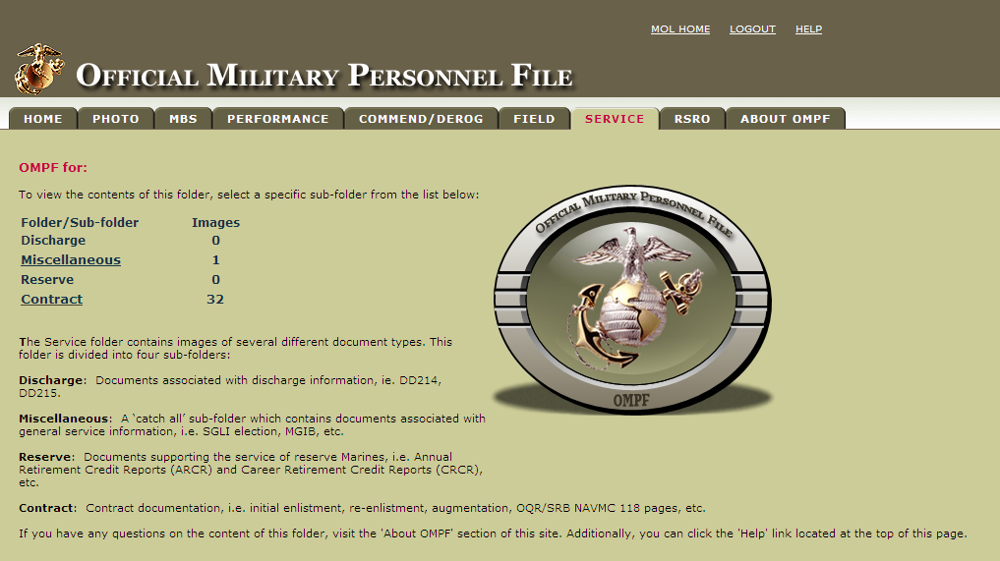 MOL HOME LOGOUT HELP
OFFICIAL MILITARY PERSONNEL FILE
HOME PHOTO MBS PERFORMANCE COMMEND/DEROG FIELD SERVICE RSRO ABOUT OMPF
OMPF for:
To view the contents of this folder, select a specific sub-folder from the list below:
Folder/Sub-folder Images
Discharge 0
Miscellaneous 1
Reserve 0
Contract 32
OFFICIAL MILITARY PERSONNEL FILE
OMPF
The Service folder contains images of several different document types. This
folder is divided into four sub-folders:
Discharge: Documents associated with discharge information, ie. DD214,
DD215.
Miscellaneous: A ‘catch all’ sub-folder which contains documents associated with
general service information, i.e. SGLI election, MGIB, etc.
Reserve: Documents supporting the service of reserve Marines, i.e. Annual
Retirement Credit Reports (ARCR) and Career Retirement Credit Reports (CRCR),
etc.
Contract: Contract documentation, i.e. initial enlistment, re-enlistment, augmentation, OQR/SRB NAVMC 118 pages, etc.
If you have any questions on the content of this folder, visit the 'About OMPF' section of this site. Additionally, you can click the 'Help' link located at the top of this page.